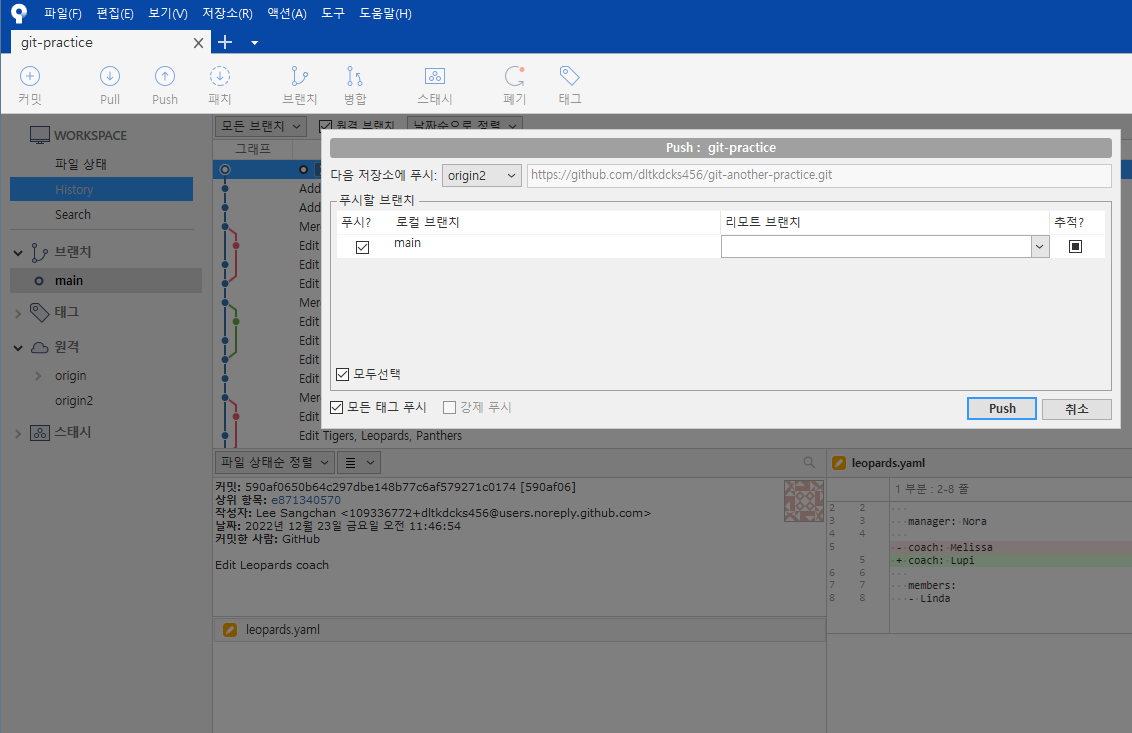 파일(F) 편집(E) 보기(V) 저장소(R) 액션(A) 도구 도움말(H)
git-practice
커밋 Pull Push 패치 브랜치 병합 스태시 폐기 태그
WORKSPACE
파일 상태
History
Search
브랜치
main
태그
원격
origin
origin2
스태시
모든 브랜치 원격 브랜치 날짜순으로 정렬
그래프
Add
Add
Mer
Edit
Edit
Edit
Mer
Edit
Edit
Edit
Edit
Mer
Edit
Edit Tigers, Leopards, Panthers
Push : git-practice
다음 저장소에 푸시: origin2 https://github.com/dltkdcks456/git-another-practice.git
푸시할 브랜치
푸시? 로컬 브랜치 리모트 브랜치 추적?
main
모두선택
모든 태그 푸시 강제 푸시
Push 취소
파일 상태순 정렬
커밋: 590af0650b64c297dbe148b77c6af579271c0174 [590af06]
상위 항목: e871340570
작성자: Lee Sangchan <109336772+dltkdcks456@users.noreply.github.com>
날짜: 2022년 12월 23일 금요일 오전 11:46:54
커밋한 사람: GitHub
Edit Leopards coach
leopards.yaml
leopards.yaml
1 부분 : 2-8 줄
2 2
3 3 manager: Nora
4 4
5 - coach: Melissa
5 + coach: Lupi
6 6
7 7 members:
8 8 - Linda